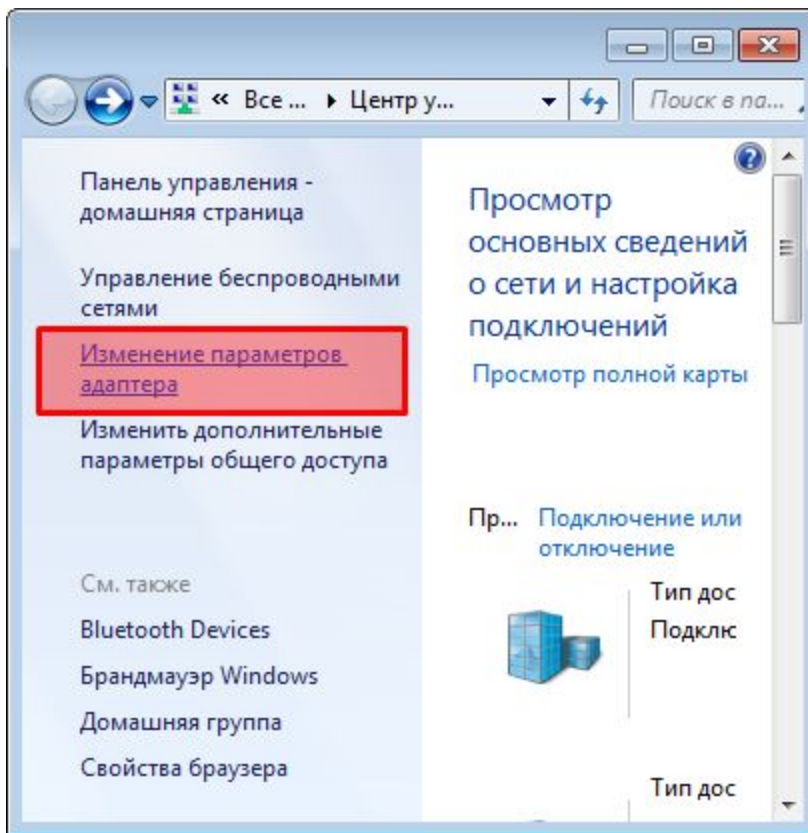 « Все ... ▸ Центр у...
Поиск в па...
Панель управления -
домашняя страница
Управление беспроводными
сетями
Изменение параметров
адаптера
Изменить дополнительные
параметры общего доступа
См. также
Bluetooth Devices
Брандмауэр Windows
Домашняя группа
Свойства браузера
Просмотр
основных сведений
о сети и настройка
подключений
Просмотр полной карты
Пр... Подключение или
отключение
Тип дос
Подклс
Тип дос